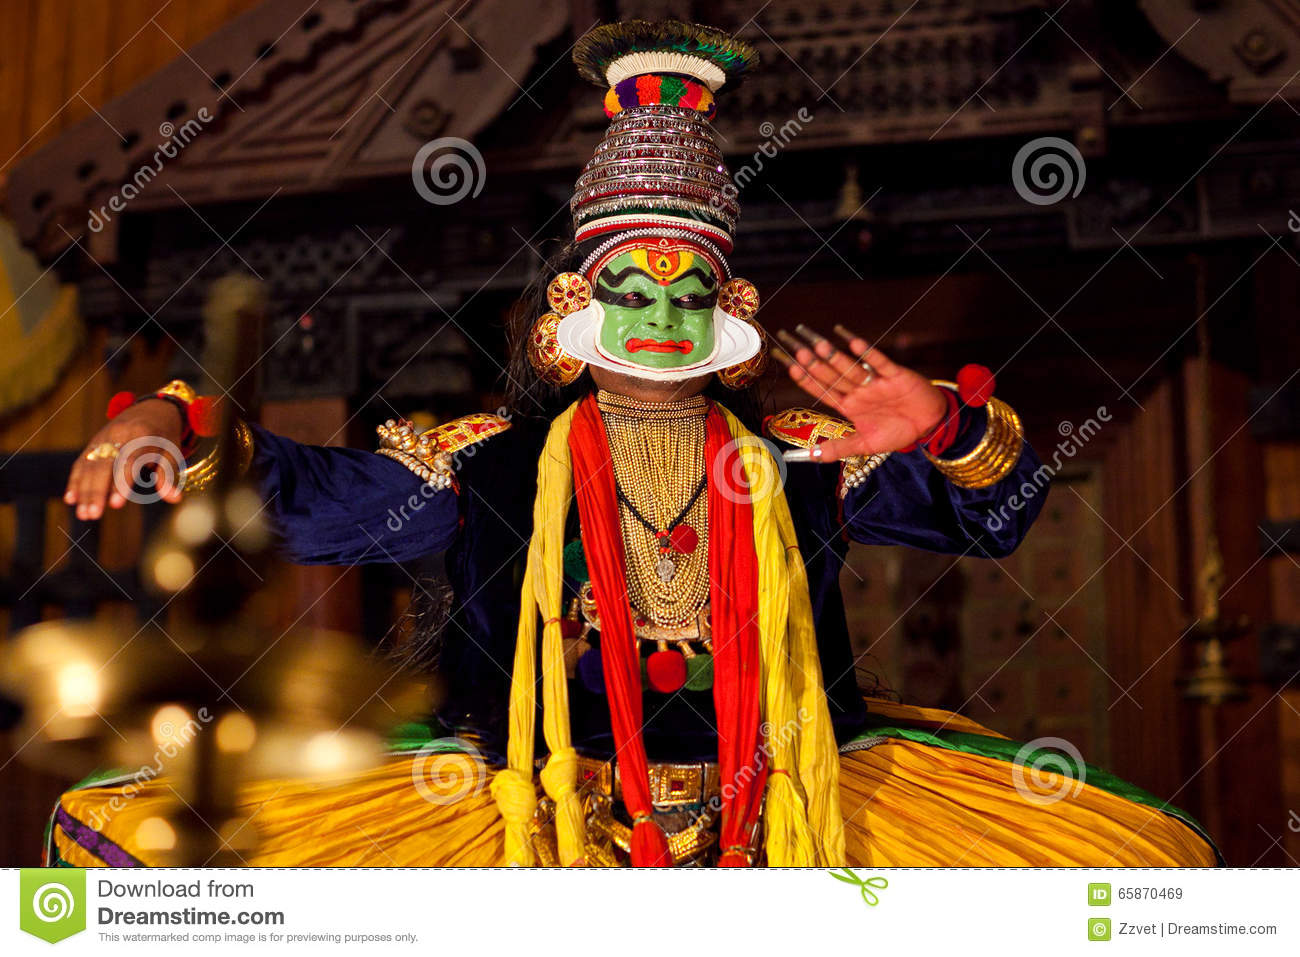 dreamstime
dreamstime
dreamstime
dreamstime
dreamstime
dreamstime
dreamstime
Download from
Dreamstime.com
This watermarked comp image is for previewing purposes only.
ID 65870469
© Zzvet | Dreamstime.com